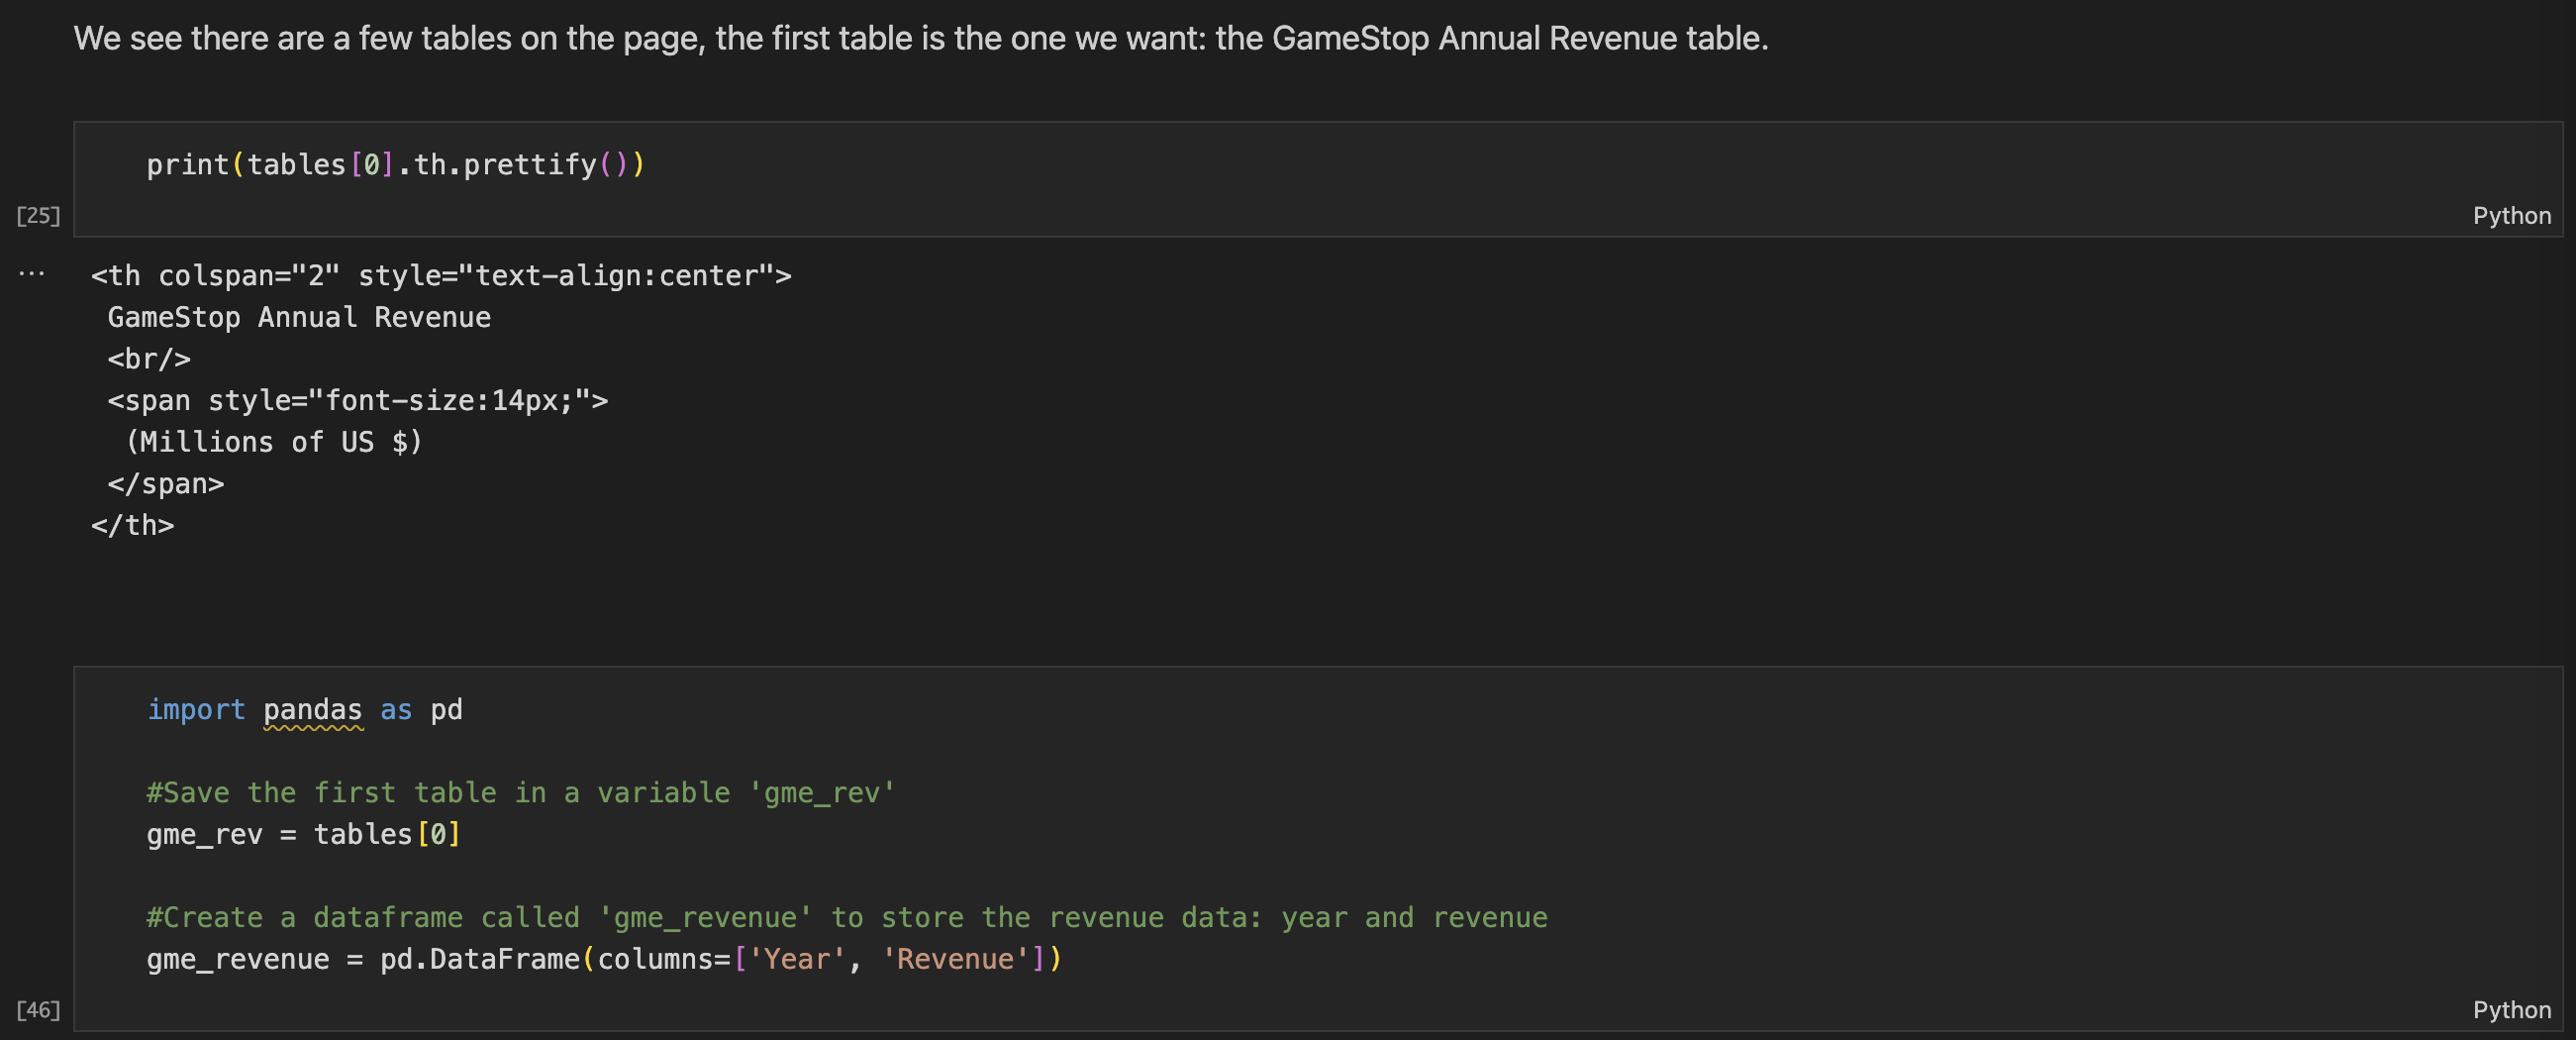 We see there are a few tables on the page, the first table is the one we want: the GameStop Annual Revenue table.
print(tables[0].th.prettify())
[25]
Python
...
<th colspan="2" style="text-align:center">
 GameStop Annual Revenue
 <br/>
 <span style="font-size:14px;">
  (Millions of US $)
 </span>
</th>
import pandas as pd
#Save the first table in a variable 'gme_rev'
gme_rev = tables[0]
#Create a dataframe called 'gme_revenue' to store the revenue data: year and revenue
gme_revenue = pd.DataFrame(columns=['Year', 'Revenue'])
[46]
Python